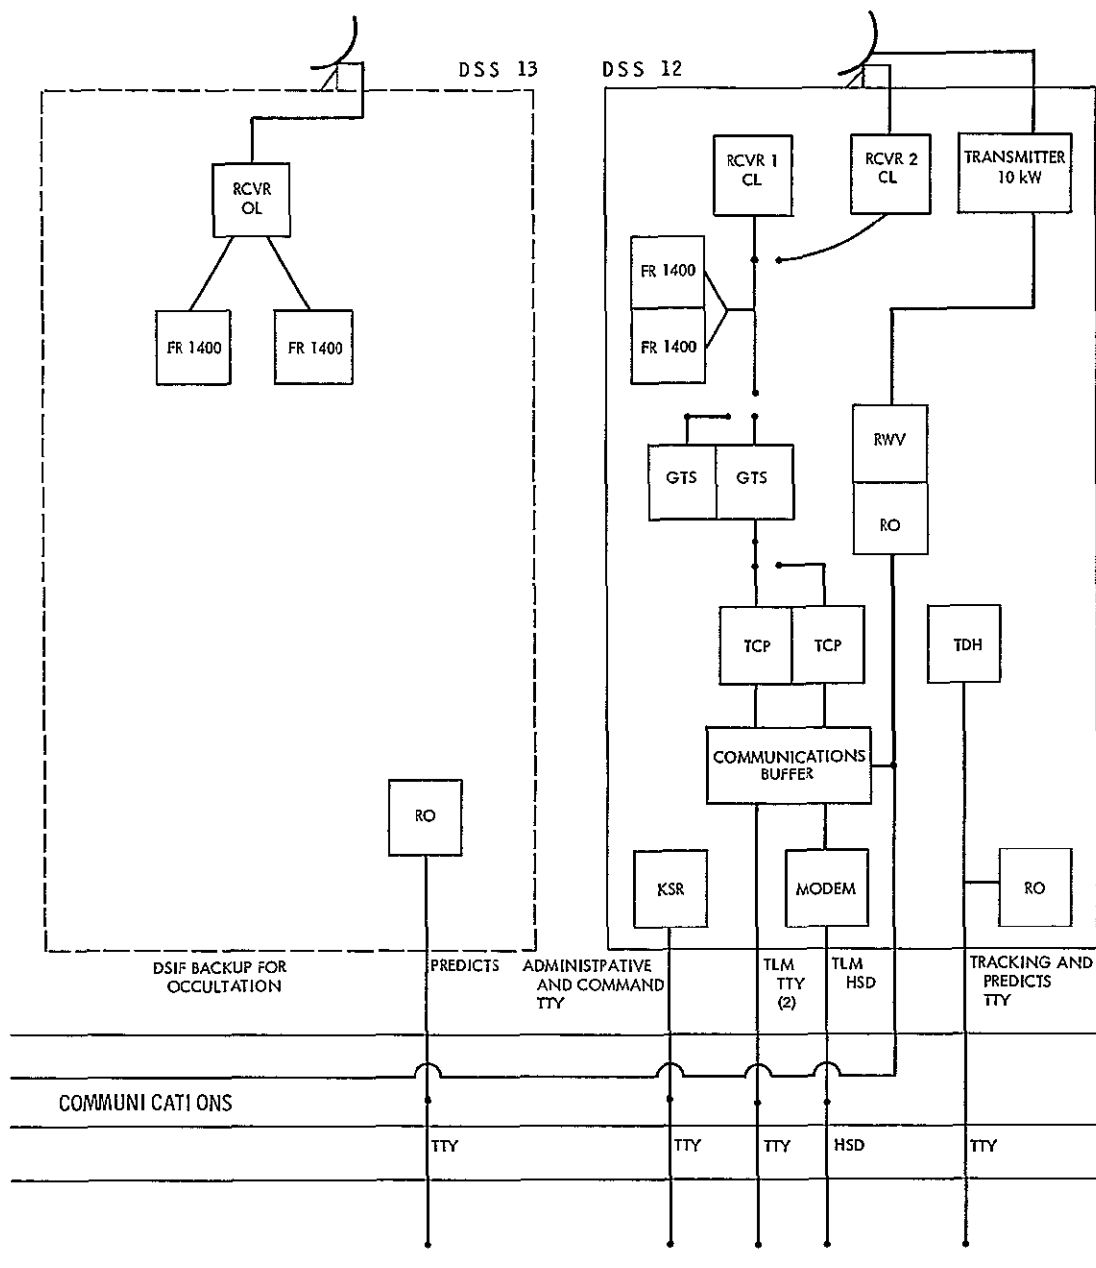 DSS 13
DSS 12
RCVR
OL
FR 1400
FR 1400
RO
RCVR 1
CL
RCVR 2
CL
TRANSMITTER
10 kW
FR 1400
FR 1400
RWV
RO
GTS
GTS
TCP
TCP
TDH
COMMUNICATIONS
BUFFER
KSR
MODEM
RO
DSIF BACKUP FOR
OCCULTATION
PREDICTS
ADMINISTPATIVE
AND COMMAND
TTY
TLM
TTY
(2)
TLM
HSD
TRACKING AND
PREDICTS
TTY
COMMUNICATIONS
TTY
TTY
TTY
HSD
TTY